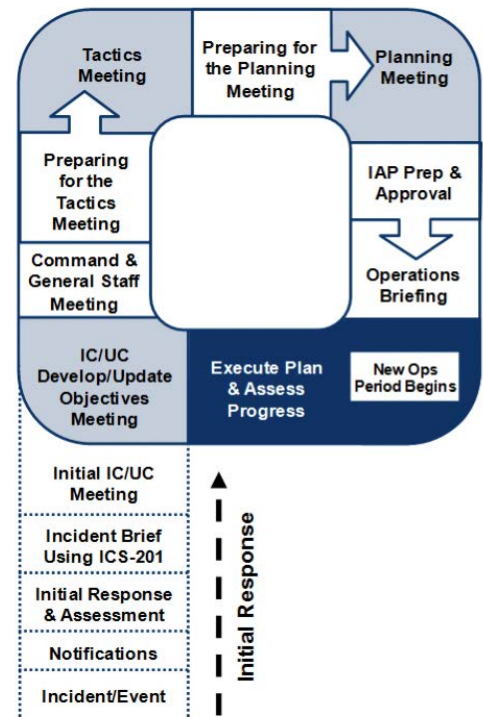 Tactics
Meeting
Preparing for
the Planning
Meeting
Planning
Meeting
Preparing
for the
Tactics
Meeting
IAP Prep &
Approval
Command &
General Staff
Meeting
Operations
Briefing
IC/UC
Develop/Update
Objectives
Meeting
Execute Plan
& Assess
Progress
New Ops
Period Begins
Initial IC/UC
Meeting
Incident Brief
Using ICS-201
Initial Response
& Assessment
Notifications
Incident/Event
Initial Response